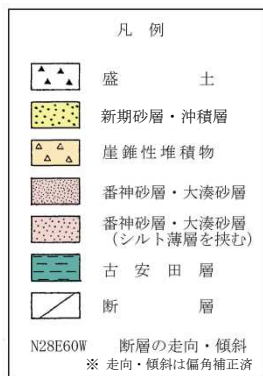 凡 例
盛 土
新期砂層・沖積層
崖錐性堆積物
番神砂層・大湊砂層
番神砂層・大湊砂層
(シルト薄層を挟む)
古安田層
断 層
N28E60W 断層の走向・傾斜
※ 走向・傾斜は偏角補正済